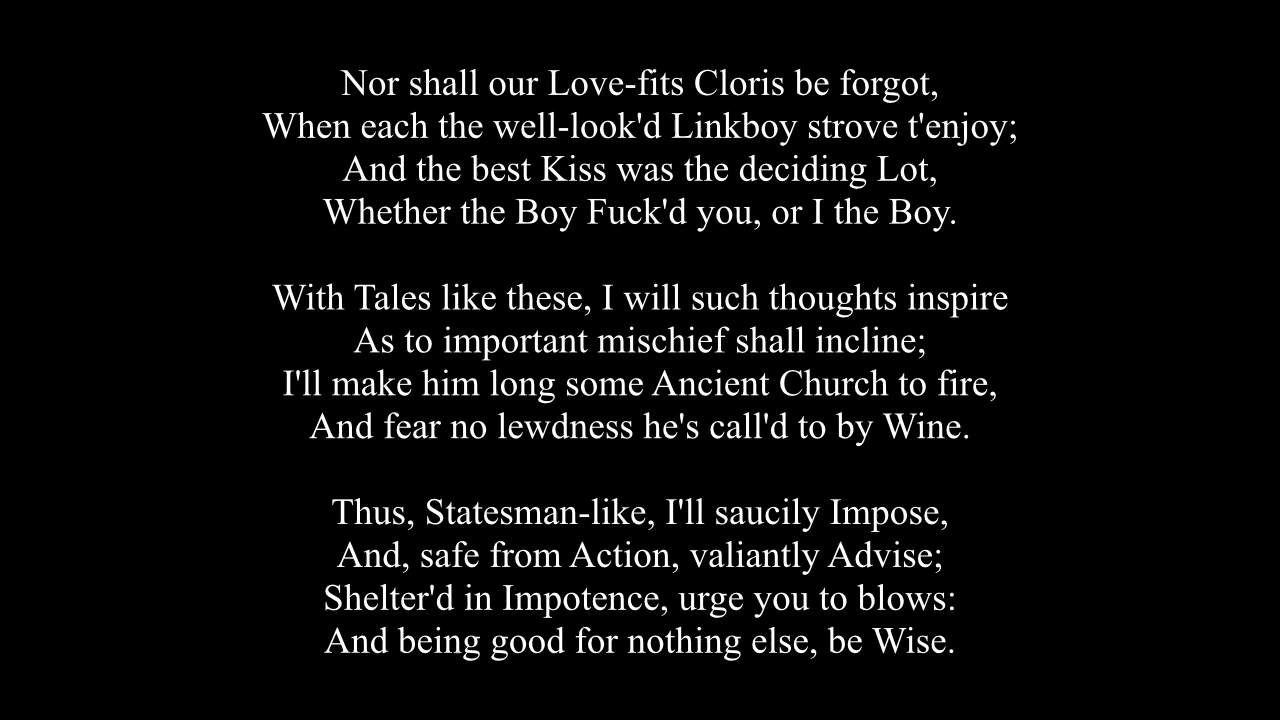 Nor shall our Love-fits Cloris be forgot,
When each the well-look'd Linkboy strove t'enjoy;
And the best Kiss was the deciding Lot,
Whether the Boy Fuck'd you, or I the Boy.
With Tales like these, I will such thoughts inspire
As to important mischief shall incline;
I'll make him long some Ancient Church to fire,
And fear no lewdness he's call'd to by Wine.
Thus, Statesman-like, I'll saucily Impose,
And, safe from Action, valiantly Advise;
Shelter'd in Impotence, urge you to blows:
And being good for nothing else, be Wise.